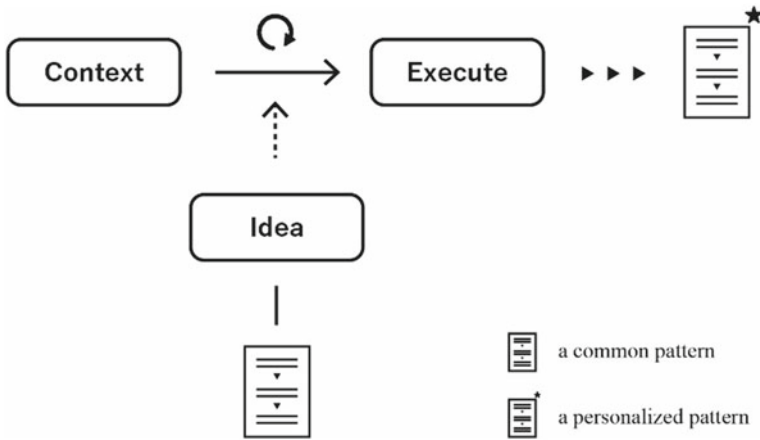 Context
Execute
Idea
a common pattern
a personalized pattern